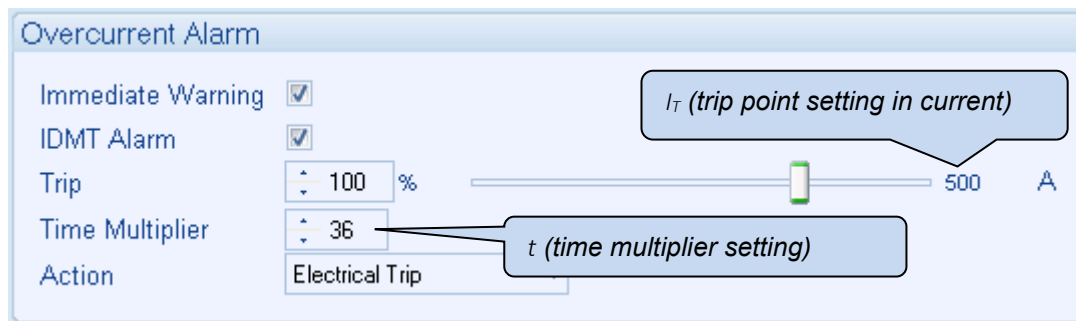 Overcurrent Alarm
Immediate Warning
I_T (trip point setting in current)
IDMT Alarm
Trip 100 % 500 A
Time Multiplier 36
t (time multiplier setting)
Action Electrical Trip